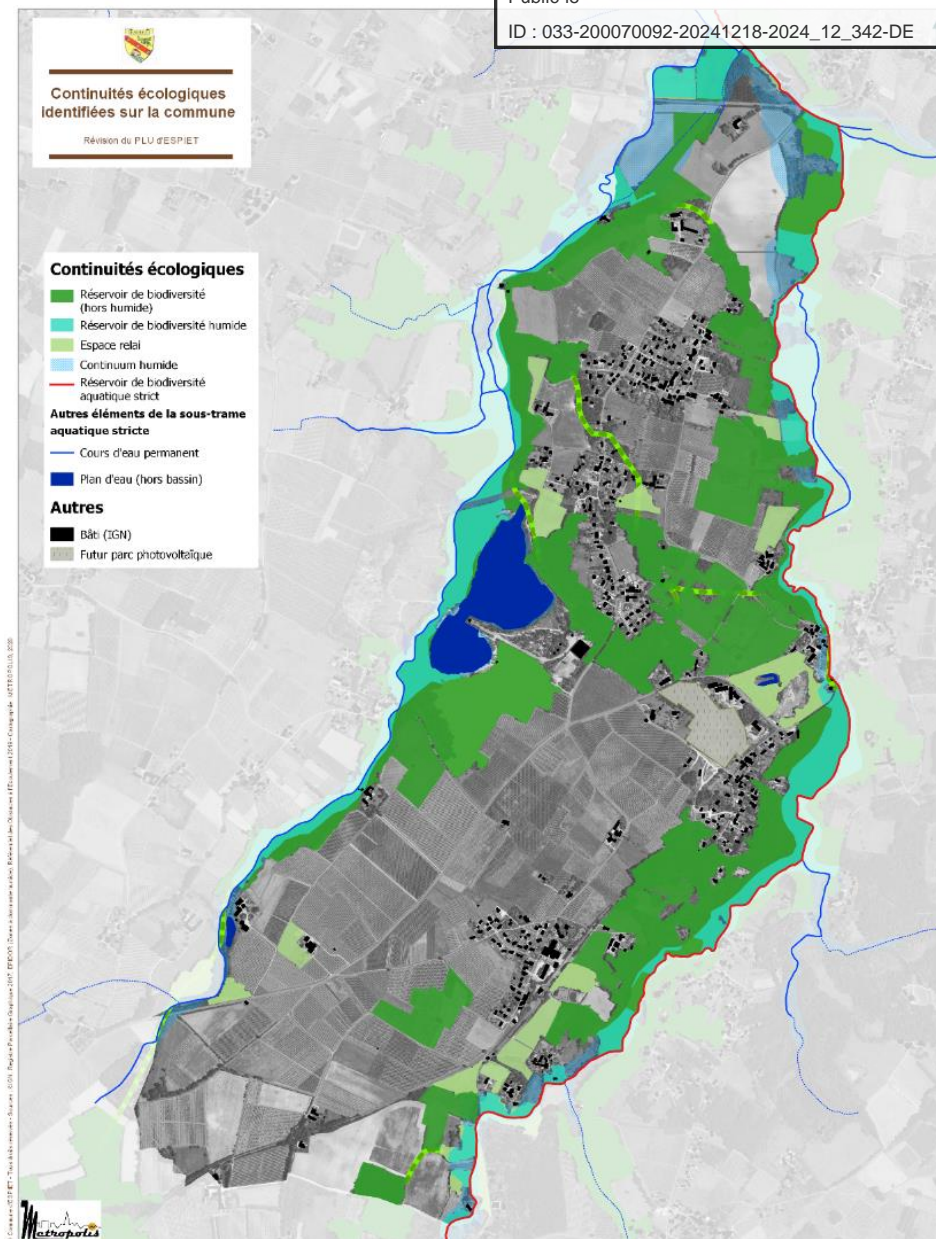 Publié le
ID : 033-200070092-20241218-2024_12_342-DE
Continuités écologiques
identifiées sur la commune
Révision du PLU d'ESPIET
Continuités écologiques
Réservoir de biodiversité
(hors humide)
Réservoir de biodiversité humide
Espace relai
Continuum humide
Réservoir de biodiversité
aquatique strict
Autres éléments de la sous-trame
aquatique stricte
Cours d'eau permanent
Plan d'eau (hors bassin)
Autres
Bâti (IGN)
Futur parc photovoltaïque
Metropolis